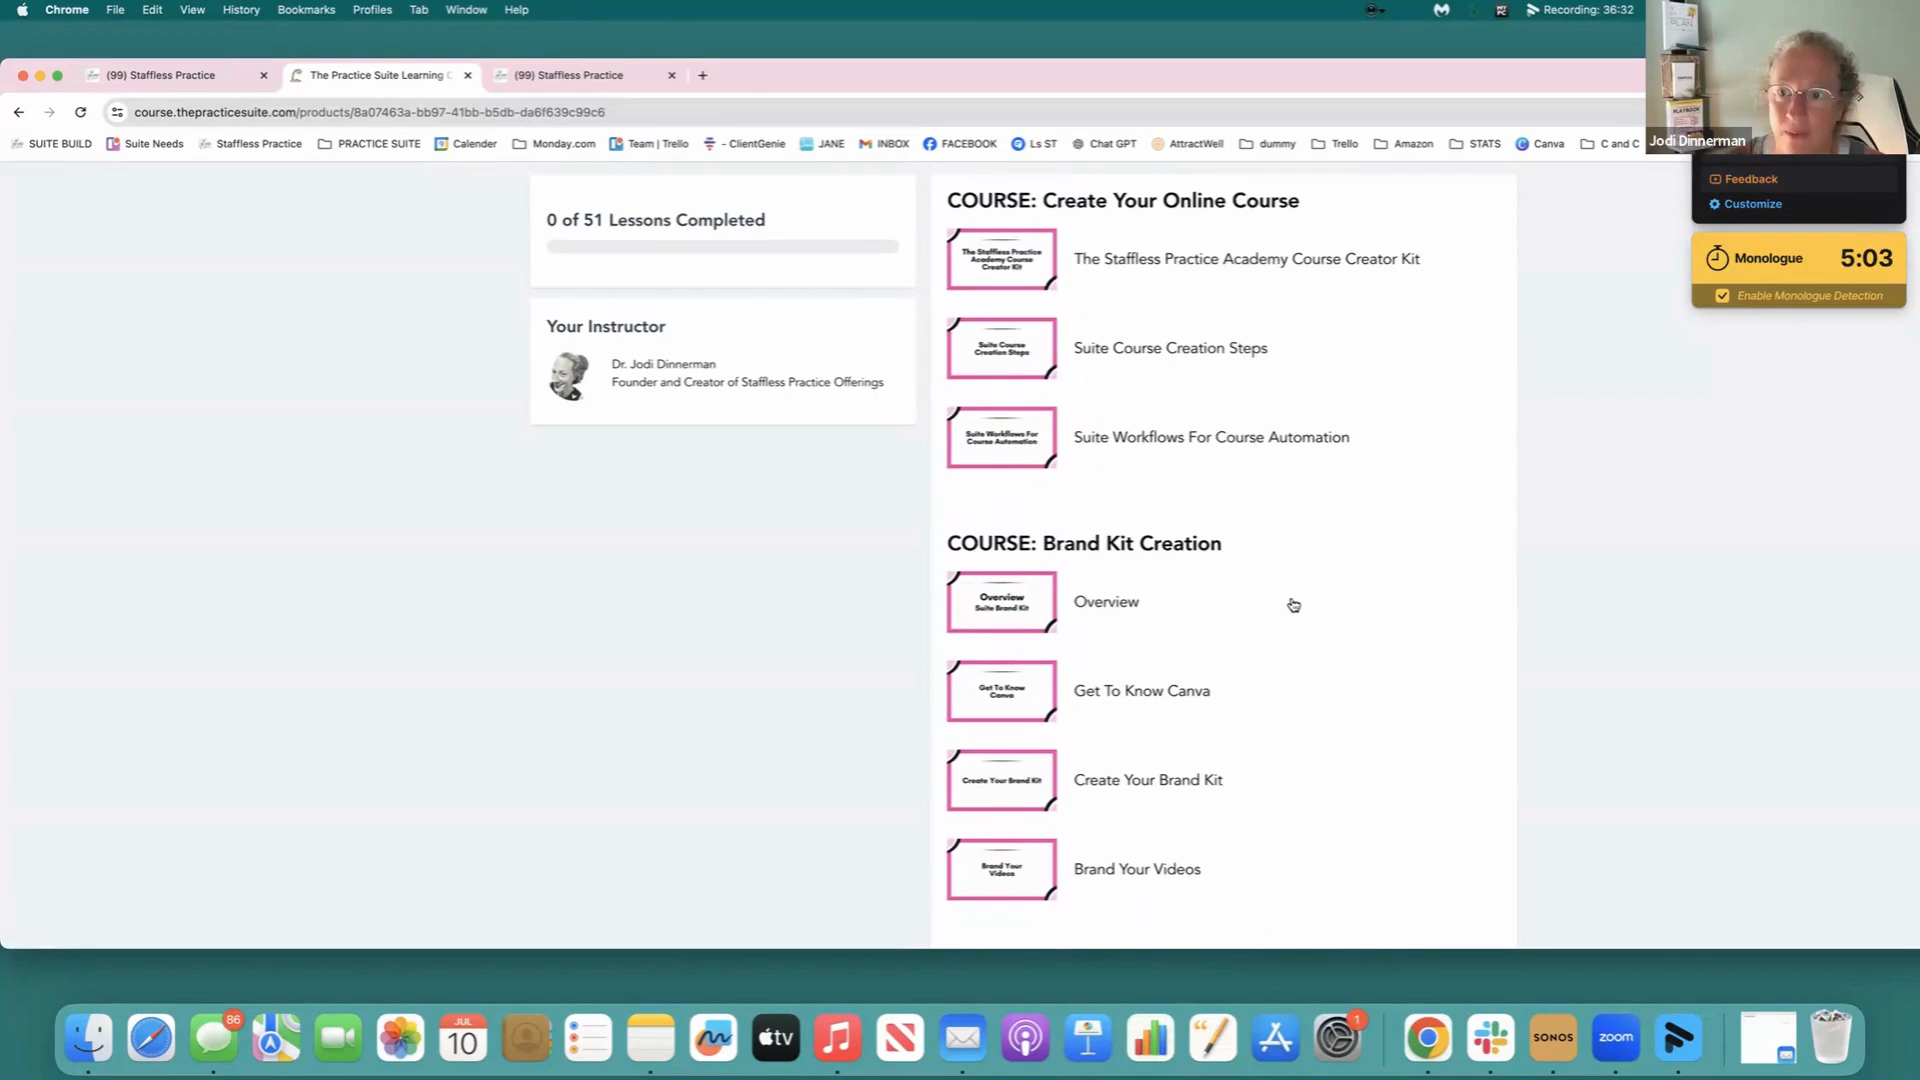 Chrome File Edit View History Bookmarks Profiles Tab Window Help
MY PC
Recording: 36:32
(99) Staffless Practice
The Practice Suite Learning C
(99) Staffless Practice
course.thepracticesuite.com/products/8a07463a-bb97-41bb-b5db-da6f639c99c6
SUITE BUILD Suite Needs Staffless Practice PRACTICE SUITE Calender Monday.com Team | Trello - ClientGenie JANE INBOX FACEBOOK Ls ST Chat GPT AttractWell dummy Trello Amazon STATS Canva C and C
PLAN
PLAYBOOK
Jodi Dinnerman
Feedback
Customize
Monologue 5:03
Enable Monologue Detection
0 of 51 Lessons Completed
Your Instructor
Dr. Jodi Dinnerman
Founder and Creator of Staffless Practice Offerings
COURSE: Create Your Online Course
The Staffless Practice
Academy Course
Creator Kit
The Staffless Practice Academy Course Creator Kit
Suite Course
Creation Steps
Suite Course Creation Steps
Suite Workflows For
Course Automation
Suite Workflows For Course Automation
COURSE: Brand Kit Creation
Overview
Suite Brand Kit
Overview
Get To Know
Canva
Get To Know Canva
Create Your Brand Kit
Create Your Brand Kit
Brand Your
Videos
Brand Your Videos
86
JUL
10
tv
1
SONOS
zoom